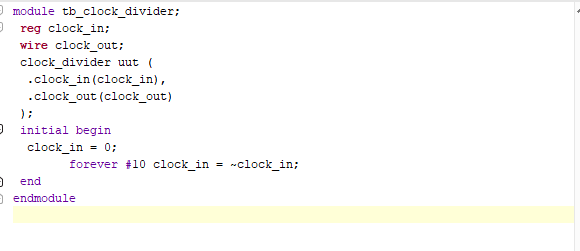 module tb_clock_divider;
reg clock_in;
wire clock_out;
clock_divider uut (
.clock_in(clock_in),
.clock_out(clock_out)
);
initial begin
clock_in = 0;
forever #10 clock_in = ~clock_in;
end
endmodule